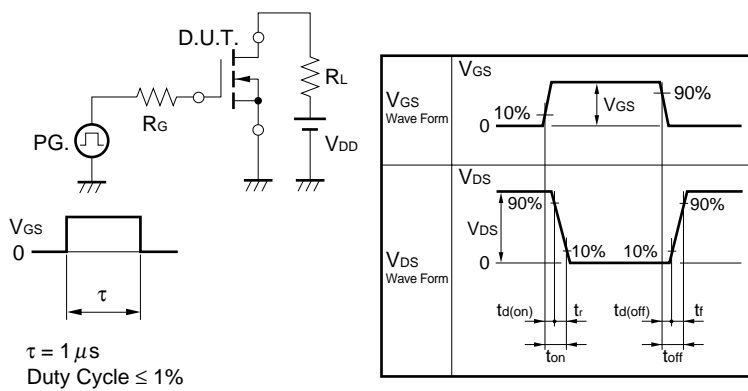 D.U.T.
RL
RG
PG.
VDD
VGS
0
τ
τ = 1 μs
Duty Cycle ≤ 1%
VGS
Wave Form
VGS
10%
VGS
90%
0
VDS
Wave Form
VDS
90%
VDS
10%
10%
90%
0
td(on)
tr
td(off)
tf
ton
toff